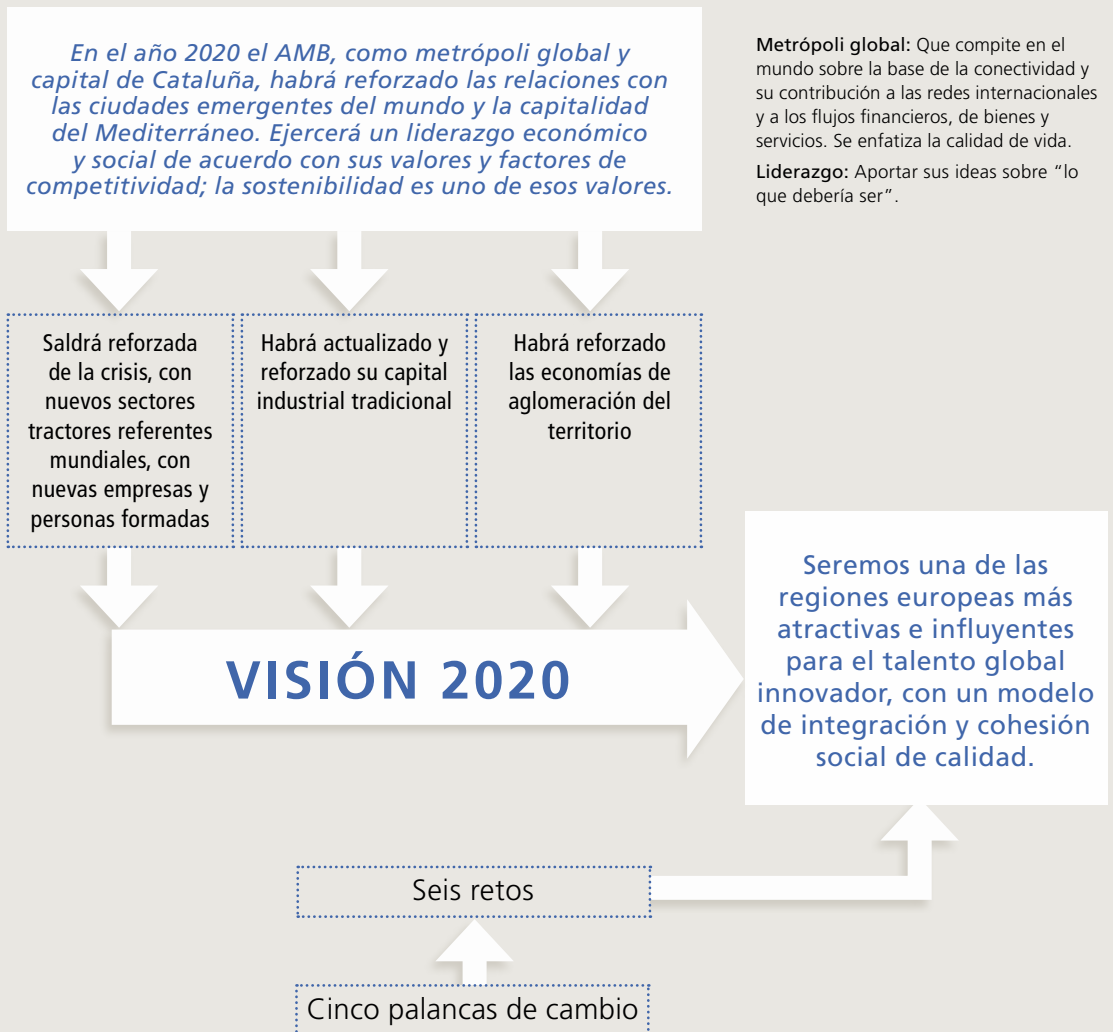 En el año 2020 el AMB, como metrópoli global y
capital de Cataluña, habrá reforzado las relaciones con
las ciudades emergentes del mundo y la capitalidad
del Mediterráneo. Ejercerá un liderazgo económico
y social de acuerdo con sus valores y factores de
competitividad; la sostenibilidad es uno de esos valores.
Metrópoli global: Que compite en el
mundo sobre la base de la conectividad y
su contribución a las redes internacionales
y a los flujos financieros, de bienes y
servicios. Se enfatiza la calidad de vida.
Liderazgo: Aportar sus ideas sobre “lo
que debería ser”.
Saldrá reforzada
de la crisis, con
nuevos sectores
tractores referentes
mundiales, con
nuevas empresas y
personas formadas
Habrá actualizado y
reforzado su capital
industrial tradicional
Habrá reforzado
las economías de
aglomeración del
territorio
VISIÓN 2020
Seremos una de las
regiones europeas más
atractivas e influyentes
para el talento global
innovador, con un modelo
de integración y cohesión
social de calidad.
Seis retos
Cinco palancas de cambio